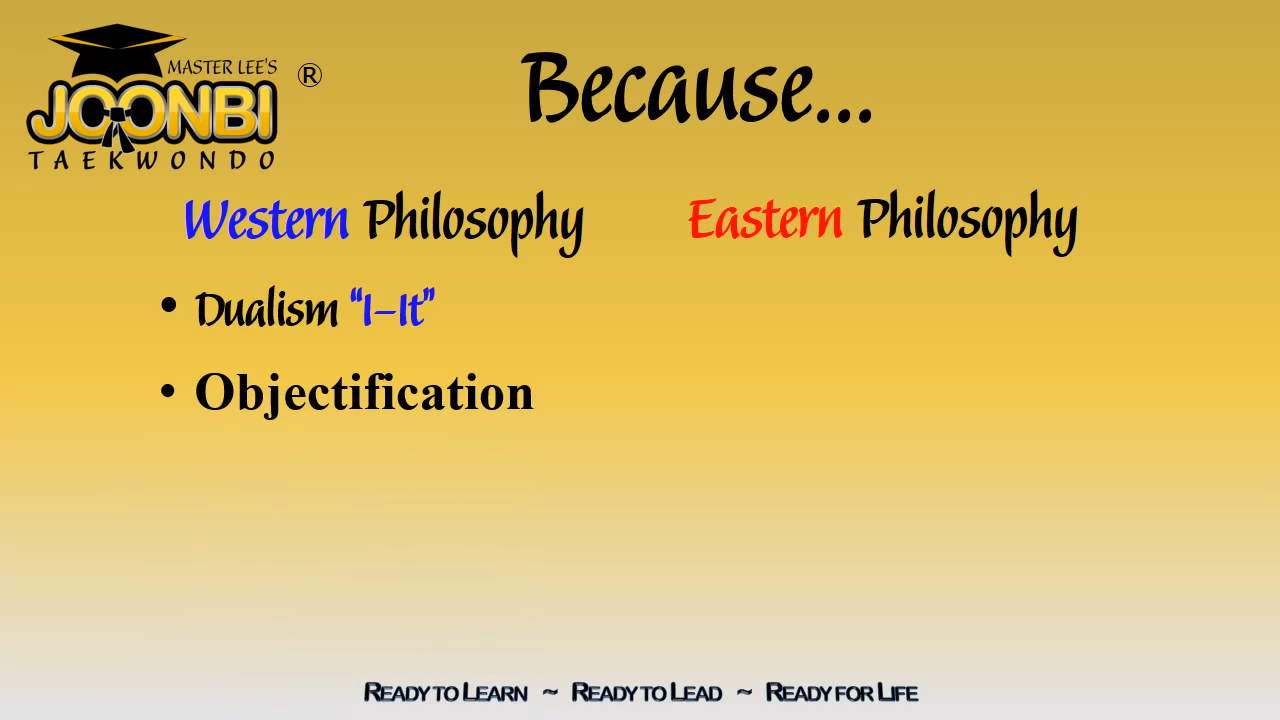 MASTER LEE'S ®
JOONBI
TAEKWONDO
Because...
Western Philosophy
• Dualism “I–It”
• Objectification
Eastern Philosophy
READY TO LEARN ~ READY TO LEAD ~ READY FOR LIFE